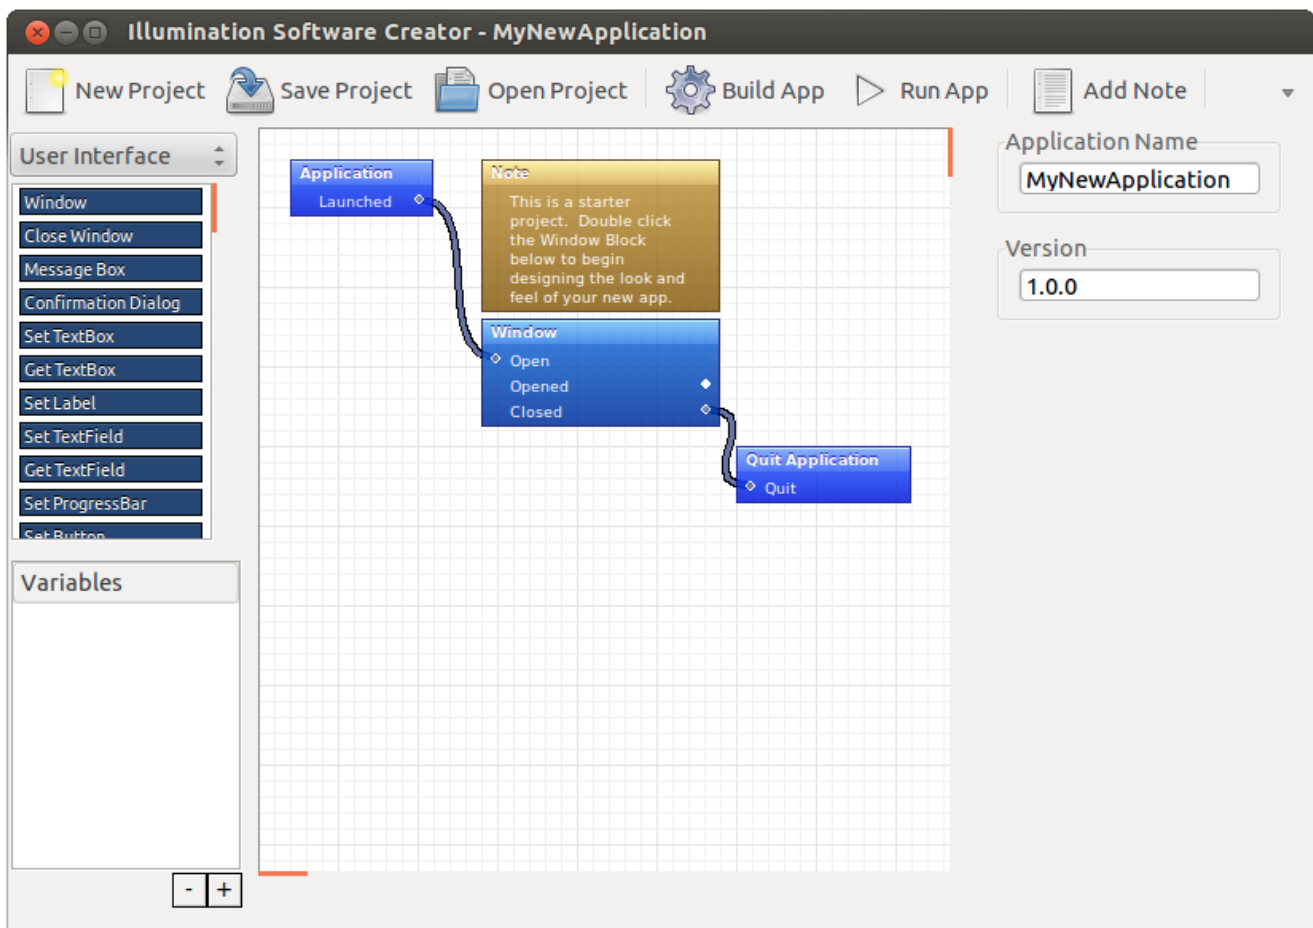 Illumination Software Creator - MyNewApplication
New Project
Save Project
Open Project
Build App
Run App
Add Note
User Interface
Window
Close Window
Message Box
Confirmation Dialog
Set TextBox
Get TextBox
Set Label
Set TextField
Get TextField
Set ProgressBar
Set Button
Variables
-
+
Application
Launched
Note
This is a starter
project. Double click
the Window Block
below to begin
designing the look and
feel of your new app.
Window
Open
Opened
Closed
Quit Application
Quit
Application Name
MyNewApplication
Version
1.0.0